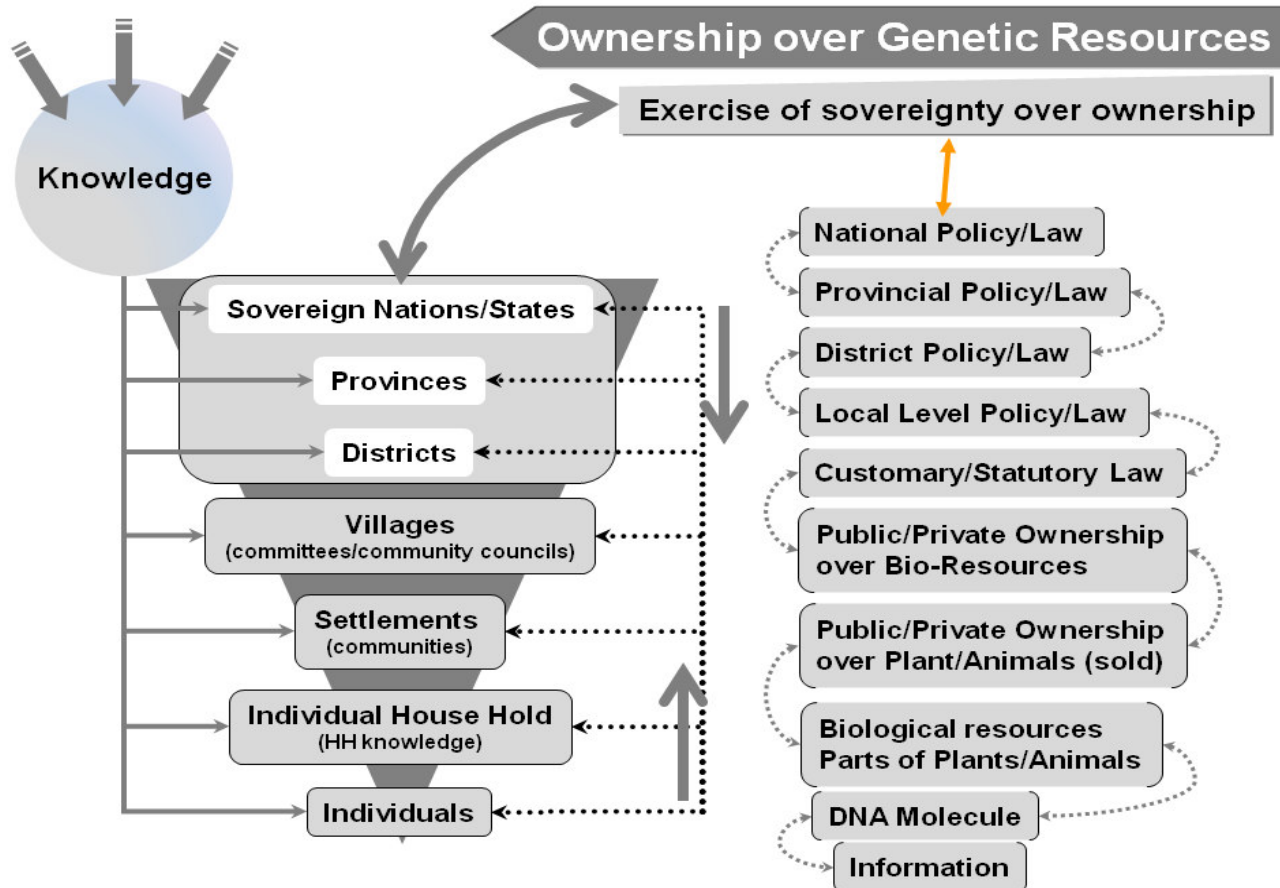 Ownership over Genetic Resources
Exercise of sovereignty over ownership
Knowledge
Sovereign Nations/States
Provinces
Districts
Villages
(committees/community councils)
Settlements
(communities)
Individual House Hold
(HH knowledge)
Individuals
National Policy/Law
Provincial Policy/Law
District Policy/Law
Local Level Policy/Law
Customary/Statutory Law
Public/Private Ownership
over Bio-Resources
Public/Private Ownership
over Plant/Animals (sold)
Biological resources
Parts of Plants/Animals
DNA Molecule
Information